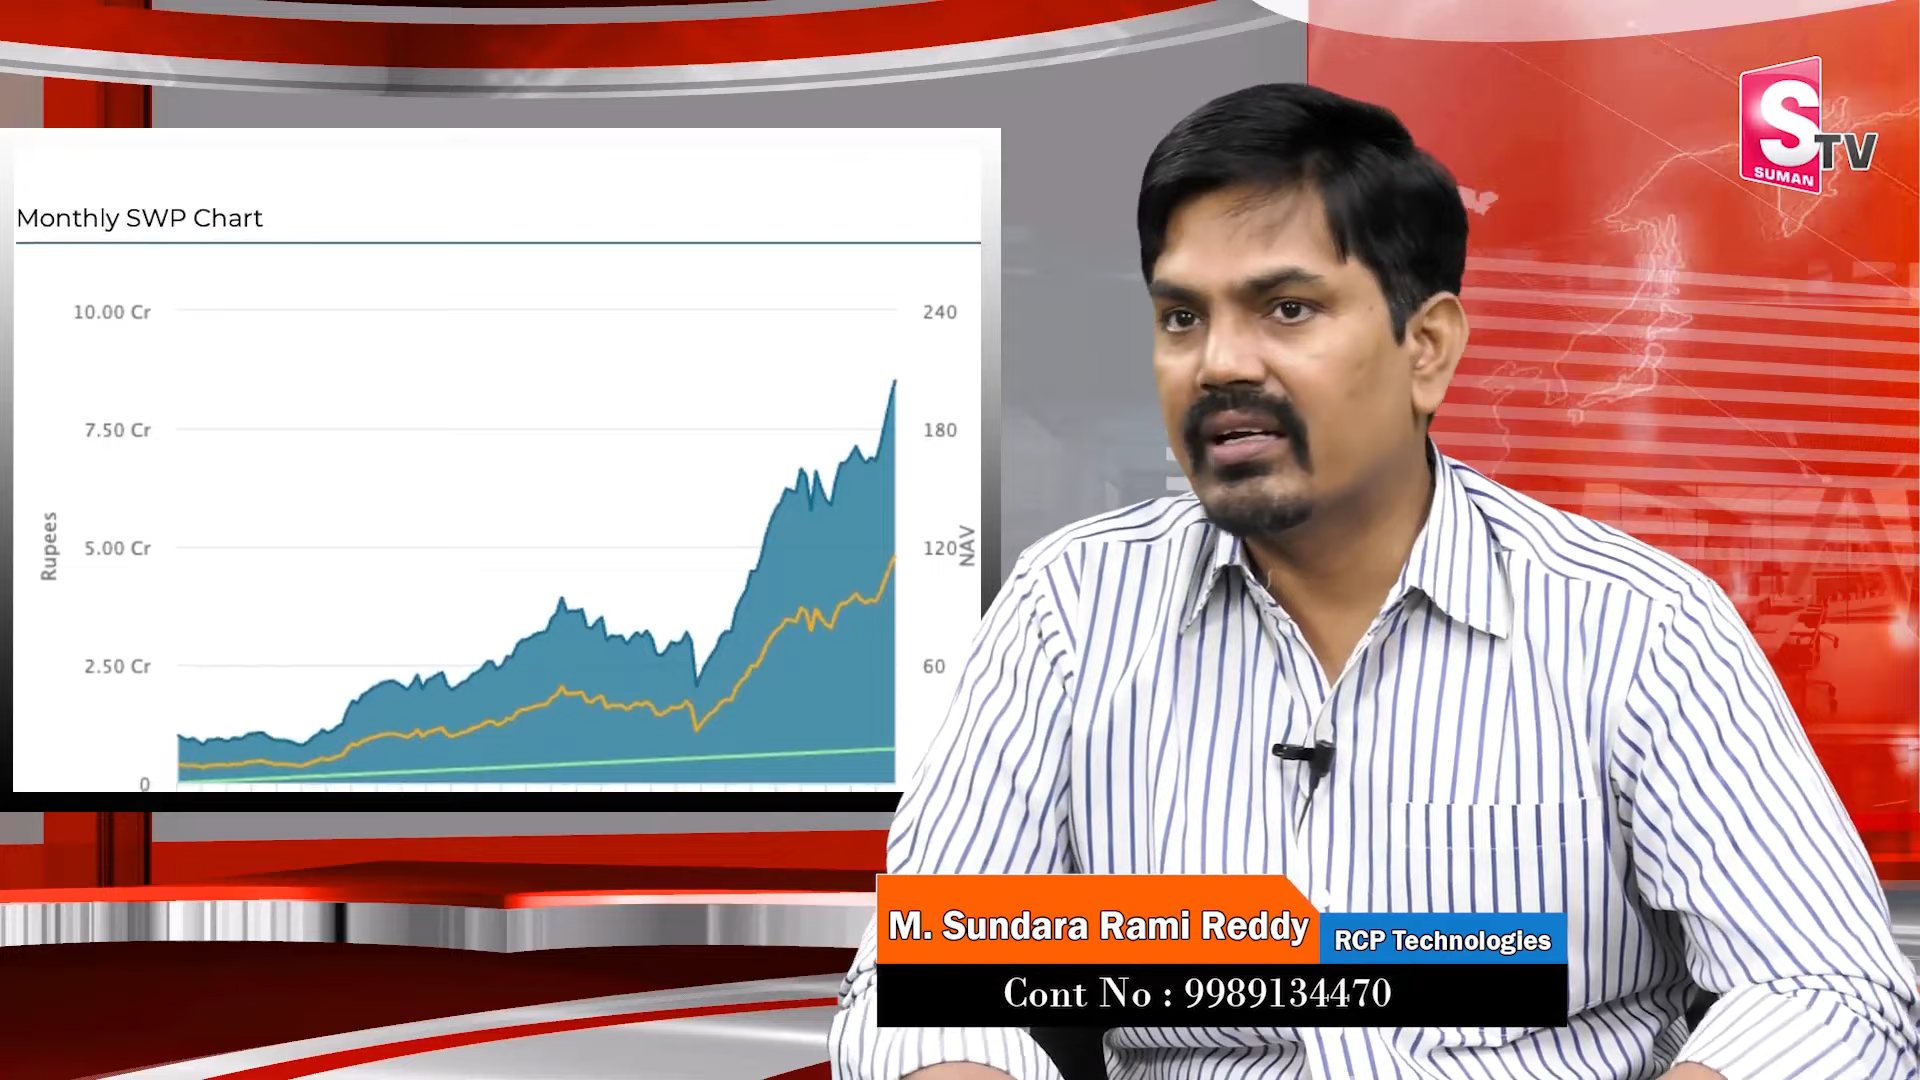 S
TV
SUMAN
Monthly SWP Chart
10.00 Cr
240
7.50 Cr
180
Rupees
5.00 Cr
120
NAV
2.50 Cr
60
0
M. Sundara Rami Reddy
RCP Technologies
Cont No : 9989134470